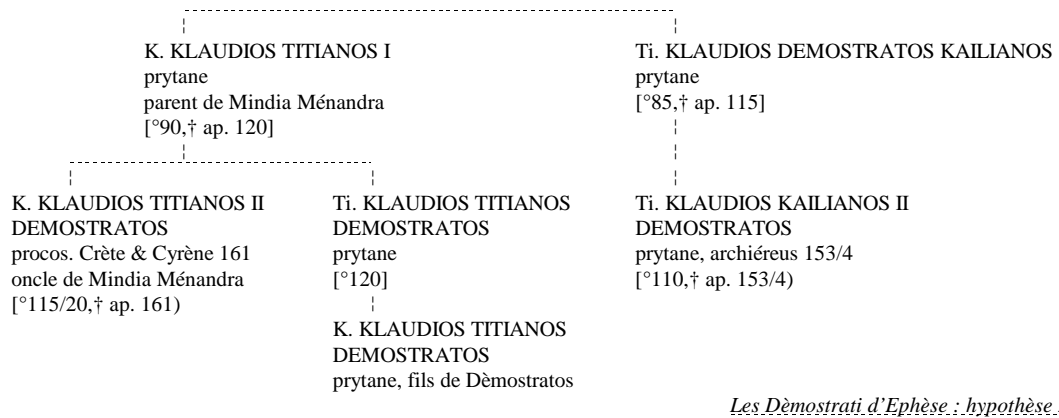 K. KLAUDIOS TITIANOS I
prytane
parent de Mindia Ménandra
[°90,† ap. 120]
Ti. KLAUDIOS DEMOSTRATOS KAILIANOS
prytane
[°85,† ap. 115]
K. KLAUDIOS TITIANOS II
DEMOSTRATOS
procos. Crète & Cyrène 161
oncle de Mindia Ménandra
[°115/20,† ap. 161)
Ti. KLAUDIOS TITIANOS
DEMOSTRATOS
prytane
[°120]
Ti. KLAUDIOS KAILIANOS II
DEMOSTRATOS
prytane, archiéreus 153/4
[°110,† ap. 153/4)
K. KLAUDIOS TITIANOS
DEMOSTRATOS
prytane, fils de Dèmostratos
Les Dèmostrati d'Ephèse : hypothèse